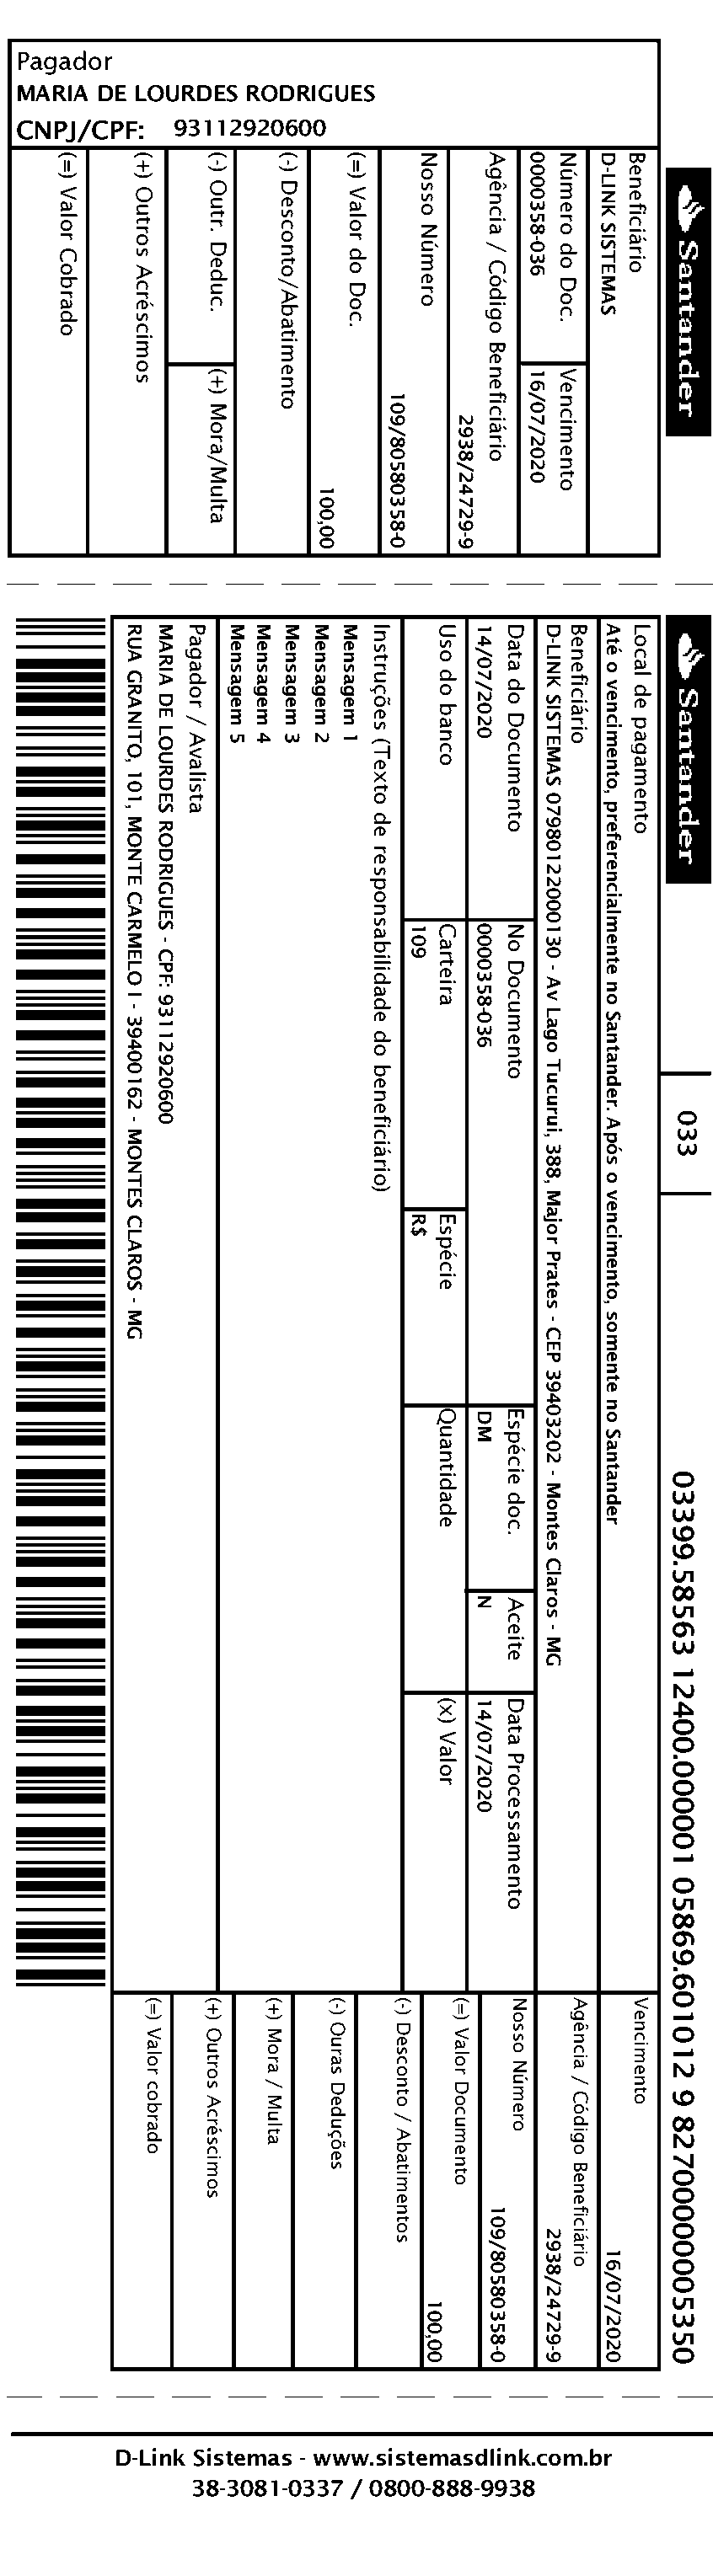 Pagador
MARIA DE LOURDES RODRIGUES
CNPJ/CPF: 93112920600
Santander
Beneficiário
D-LINK SISTEMAS
Número do Doc.
0000358-036
Vencimento
16/07/2020
Agência / Código Beneficiário
2938/24729-9
Nosso Número
109/80580358-0
(=) Valor do Doc.
100,00
(-) Desconto/Abatimento
(-) Outr. Deduc.
(+) Mora/Multa
(+) Outros Acréscimos
(=) Valor Cobrado
Santander
033
03399.58563 12400.000001 05869.601012 9 82700000005350
Local de pagamento
Até o vencimento, preferencialmente no Santander. Após o vencimento, somente no Santander
Vencimento
16/07/2020
Beneficiário
D-LINK SISTEMAS 07980122000130 - Av Lago Tucurui, 388, Major Prates - CEP 39403202 - Montes Claros - MG
Agência / Código Beneficiário
2938/24729-9
Data do Documento
14/07/2020
No Documento
0000358-036
Espécie doc.
DM
Aceite
N
Data Processamento
14/07/2020
Nosso Número
109/80580358-0
Uso do banco
Carteira
109
Espécie
R$
Quantidade
(x) Valor
(=) Valor Documento
100,00
Instruções (Texto de responsabilidade do beneficiário)
Mensagem 1
Mensagem 2
Mensagem 3
Mensagem 4
Mensagem 5
(-) Desconto / Abatimentos
(-) Ouras Deduções
(+) Mora / Multa
(+) Outros Acréscimos
(=) Valor cobrado
Pagador / Avalista
MARIA DE LOURDES RODRIGUES - CPF: 93112920600
RUA GRANITO, 101, MONTE CARMELO I - 39400162 - MONTES CLAROS - MG
D-Link Sistemas - www.sistemasdlink.com.br
38-3081-0337 / 0800-888-9938